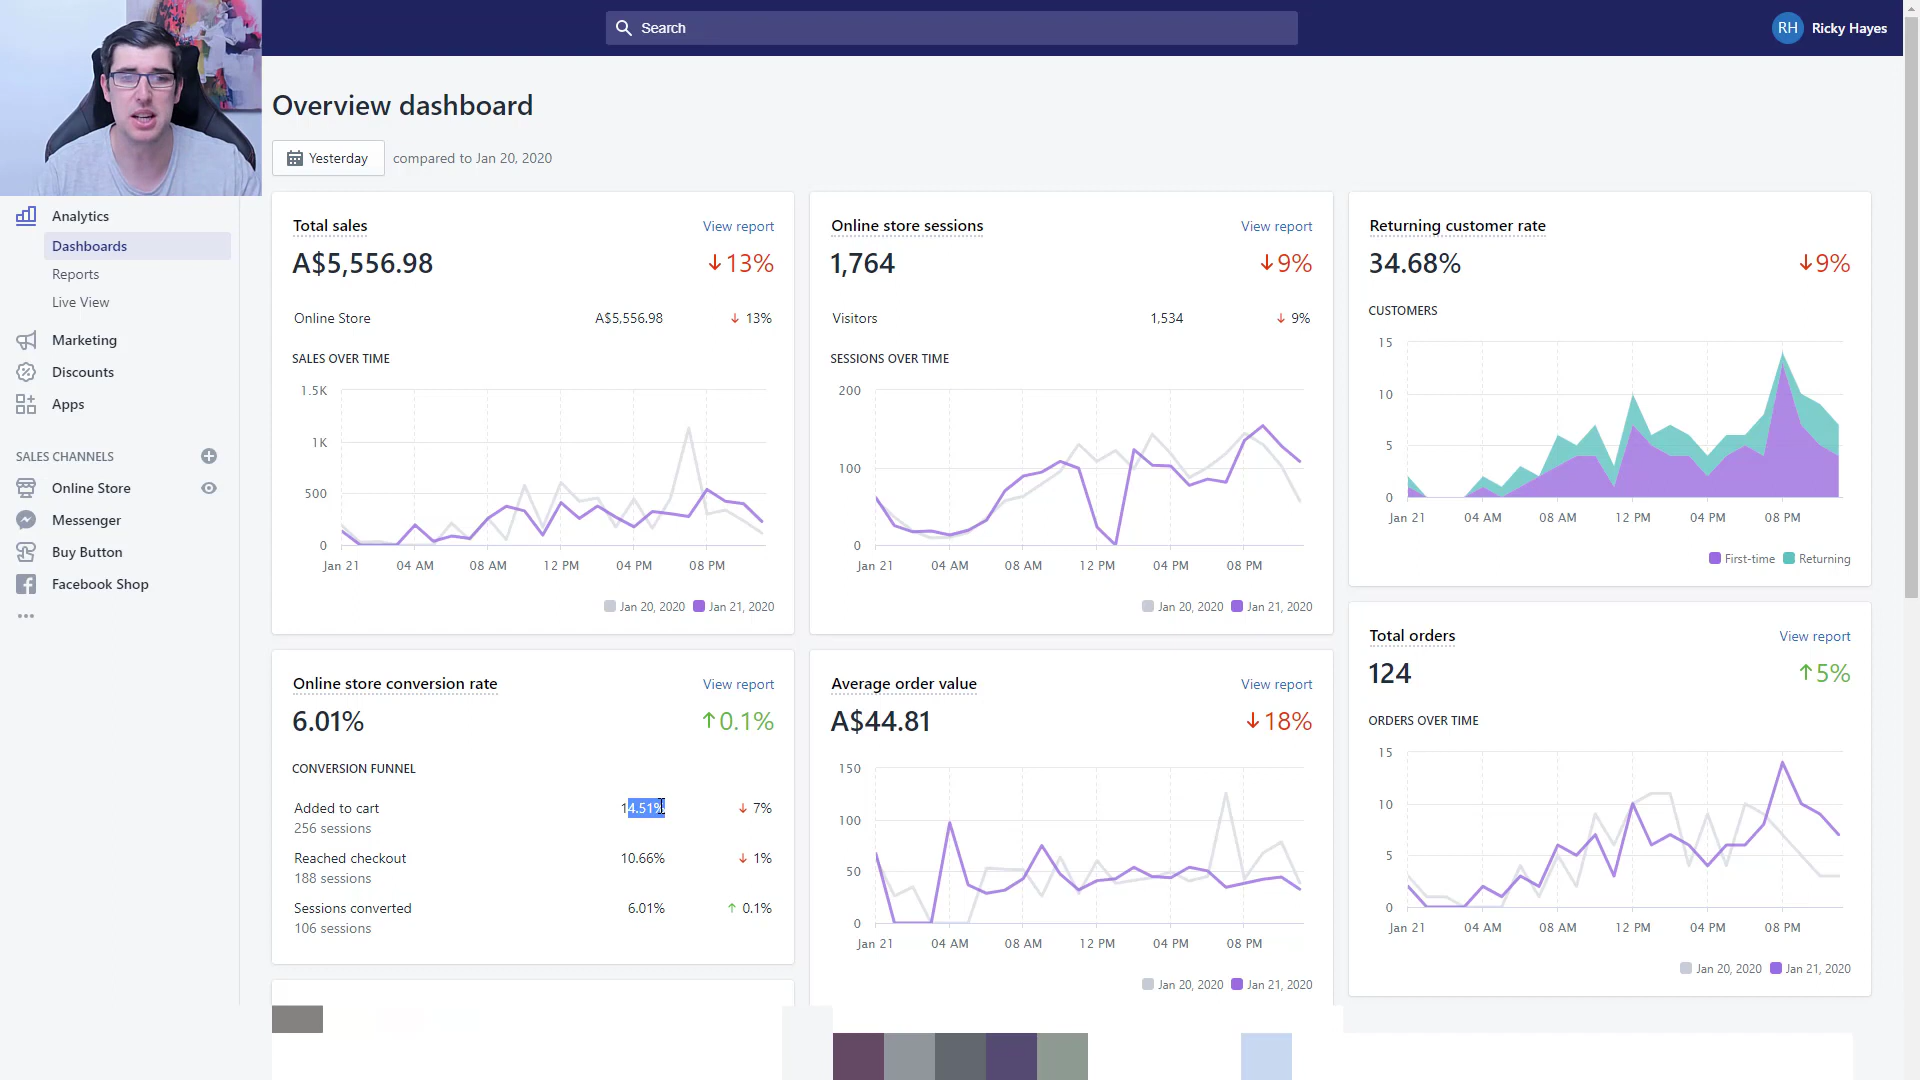 Search
RH Ricky Hayes
Overview dashboard
Yesterday compared to Jan 20, 2020
Analytics
Dashboards
Reports
Live View
Marketing
Discounts
Apps
SALES CHANNELS
Online Store
Messenger
Buy Button
Facebook Shop
Total sales View report
A$5,556.98 ↓13%
Online Store A$5,556.98 ↓ 13%
SALES OVER TIME
1.5K
1K
500
0
Jan 21 04 AM 08 AM 12 PM 04 PM 08 PM
Jan 20, 2020 Jan 21, 2020
Online store sessions View report
1,764 ↓9%
Visitors 1,534 ↓ 9%
SESSIONS OVER TIME
200
100
0
Jan 21 04 AM 08 AM 12 PM 04 PM 08 PM
Jan 20, 2020 Jan 21, 2020
Returning customer rate
34.68% ↓9%
CUSTOMERS
15
10
5
0
Jan 21 04 AM 08 AM 12 PM 04 PM 08 PM
First-time Returning
Online store conversion rate View report
6.01% ↑0.1%
CONVERSION FUNNEL
Added to cart 14.51% ↓ 7%
256 sessions
Reached checkout 10.66% ↓ 1%
188 sessions
Sessions converted 6.01% ↑ 0.1%
106 sessions
Average order value View report
A$44.81 ↓18%
150
100
50
0
Jan 21 04 AM 08 AM 12 PM 04 PM 08 PM
Jan 20, 2020 Jan 21, 2020
Total orders View report
124 ↑5%
ORDERS OVER TIME
15
10
5
0
Jan 21 04 AM 08 AM 12 PM 04 PM 08 PM
Jan 20, 2020 Jan 21, 2020